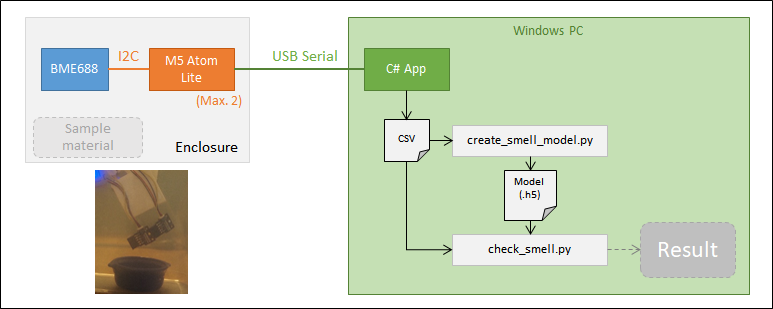 Windows PC
I2C
USB Serial
BME688
M5 Atom
Lite
C# App
(Max. 2)
Sample
material
Enclosure
CSV
create_smell_model.py
Model
(.h5)
check_smell.py
Result